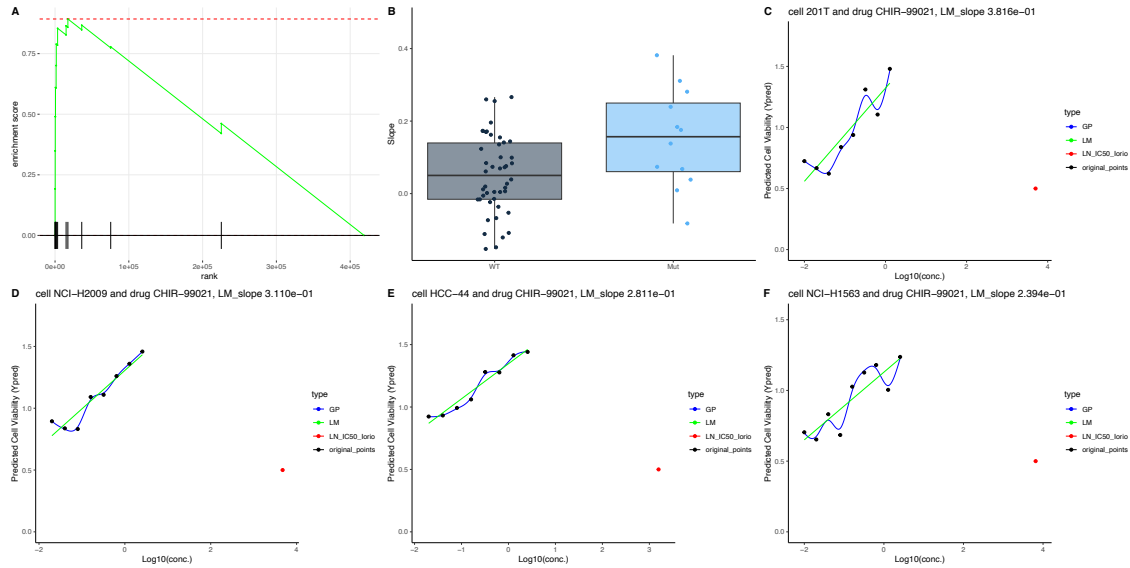 A
enrichment score
0.75
0.50
0.25
0.00
0e+00 1e+05 2e+05 3e+05 4e+05
rank
B
Slope
0.4
0.2
0.0
WT Mut
C cell 201T and drug CHIR-99021, LM_slope 3.816e-01
Predicted Cell Viability (Ypred)
1.5
1.0
0.5
0.0
−2 0 2 4
Log10(conc.)
type
GP
LM
LN_IC50_Iorio
original_points
D cell NCI-H2009 and drug CHIR-99021, LM_slope 3.110e-01
Predicted Cell Viability (Ypred)
1.5
1.0
0.5
0.0
−2 0 2 4
Log10(conc.)
type
GP
LM
LN_IC50_Iorio
original_points
E cell HCC-44 and drug CHIR-99021, LM_slope 2.811e-01
Predicted Cell Viability (Ypred)
1.5
1.0
0.5
0.0
−2 −1 0 1 2 3
Log10(conc.)
type
GP
LM
LN_IC50_Iorio
original_points
F cell NCI-H1563 and drug CHIR-99021, LM_slope 2.394e-01
Predicted Cell Viability (Ypred)
1.5
1.0
0.5
0.0
−2 0 2 4
Log10(conc.)
type
GP
LM
LN_IC50_Iorio
original_points